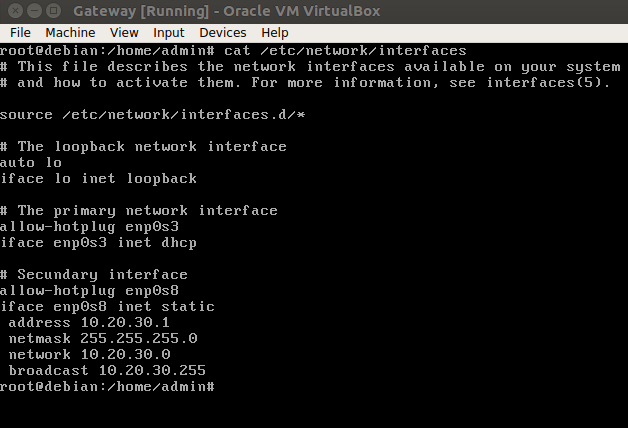 Gateway [Running] - Oracle VM VirtualBox
File Machine View Input Devices Help
root@debian:/home/admin# cat /etc/network/interfaces
# This file describes the network interfaces available on your system
# and how to activate them. For more information, see interfaces(5).
source /etc/network/interfaces.d/*
# The loopback network interface
auto lo
iface lo inet loopback
# The primary network interface
allow-hotplug enp0s3
iface enp0s3 inet dhcp
# Secundary interface
allow-hotplug enp0s8
iface enp0s8 inet static
address 10.20.30.1
netmask 255.255.255.0
network 10.20.30.0
broadcast 10.20.30.255
root@debian:/home/admin#